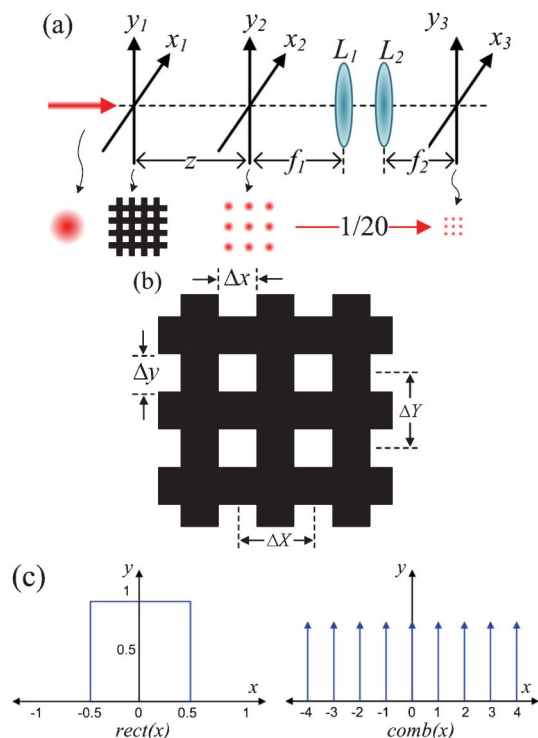 (a)
y1 x1 y2 x2 L1 L2 y3 x3
z f1 f2
1/20
(b)
Δx
Δy
ΔY
ΔX
(c)
y
1
0.5
x
-1 -0.5 0 0.5 1
rect(x)
y
x
-4 -3 -2 -1 0 1 2 3 4
comb(x)